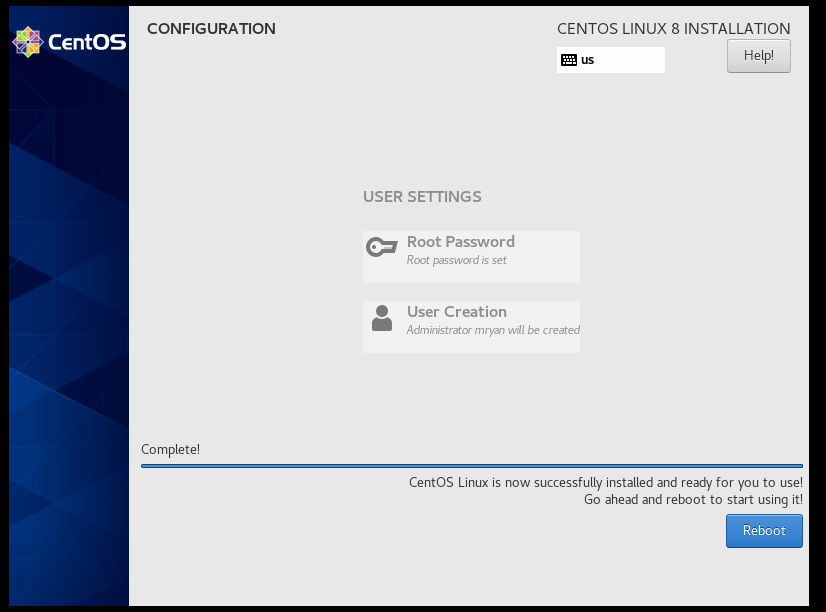 CentOS
CONFIGURATION
CENTOS LINUX 8 INSTALLATION
us
Help!
USER SETTINGS
Root Password
Root password is set
User Creation
Administrator mryan will be created
Complete!
CentOS Linux is now successfully installed and ready for you to use!
Go ahead and reboot to start using it!
Reboot